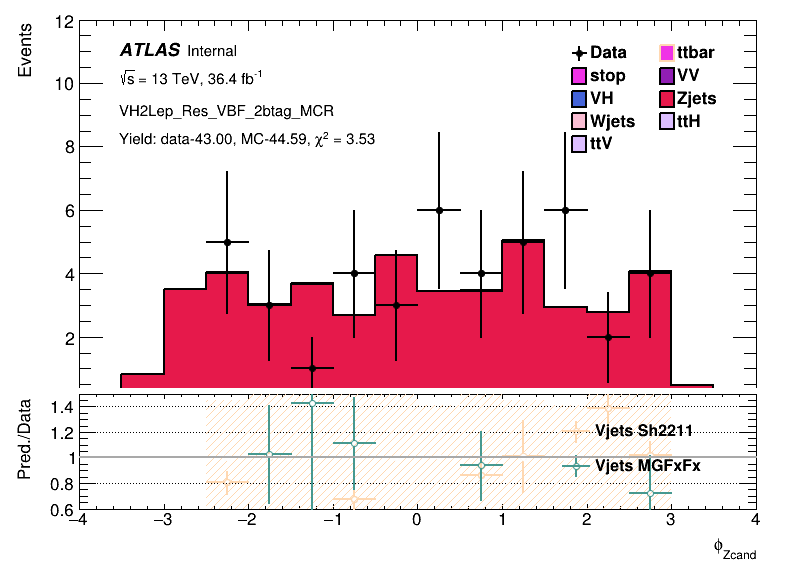 Events
12
10
8
6
4
2
ATLAS Internal
√s = 13 TeV, 36.4 fb⁻¹
VH2Lep_Res_VBF_2btag_MCR
Yield: data-43.00, MC-44.59, χ² = 3.53
Data
ttbar
stop
VV
VH
Zjets
Wjets
ttH
ttV
Pred./Data
1.4
1.2
1
0.8
0.6
Vjets Sh2211
Vjets MGFxFx
−4 −3 −2 −1 0 1 2 3 4
ϕZcand